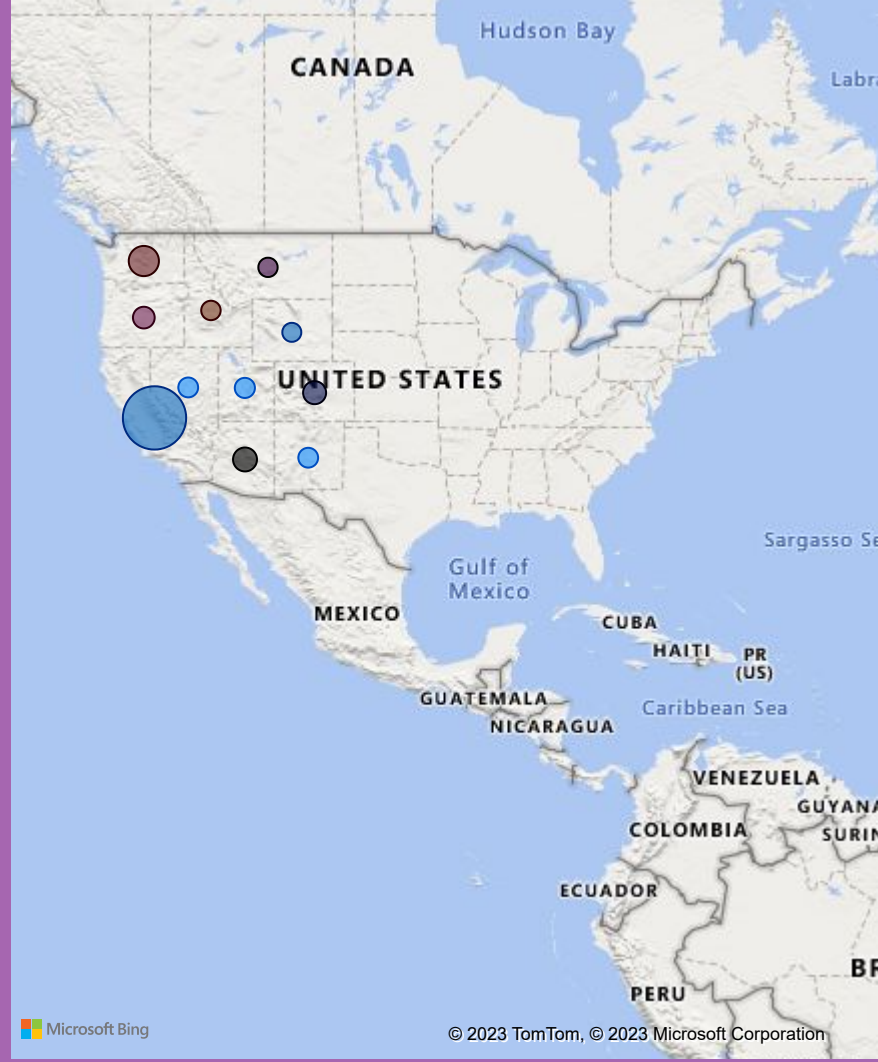 Hudson Bay
CANADA
Labra
UNITED STATES
Sargasso Se
Gulf of
Mexico
MEXICO
CUBA
HAITI
PR
(US)
GUATEMALA
Caribbean Sea
NICARAGUA
VENEZUELA
GUYANA
COLOMBIA
SURIN
ECUADOR
BR
PERU
Microsoft Bing
© 2023 TomTom, © 2023 Microsoft Corporation